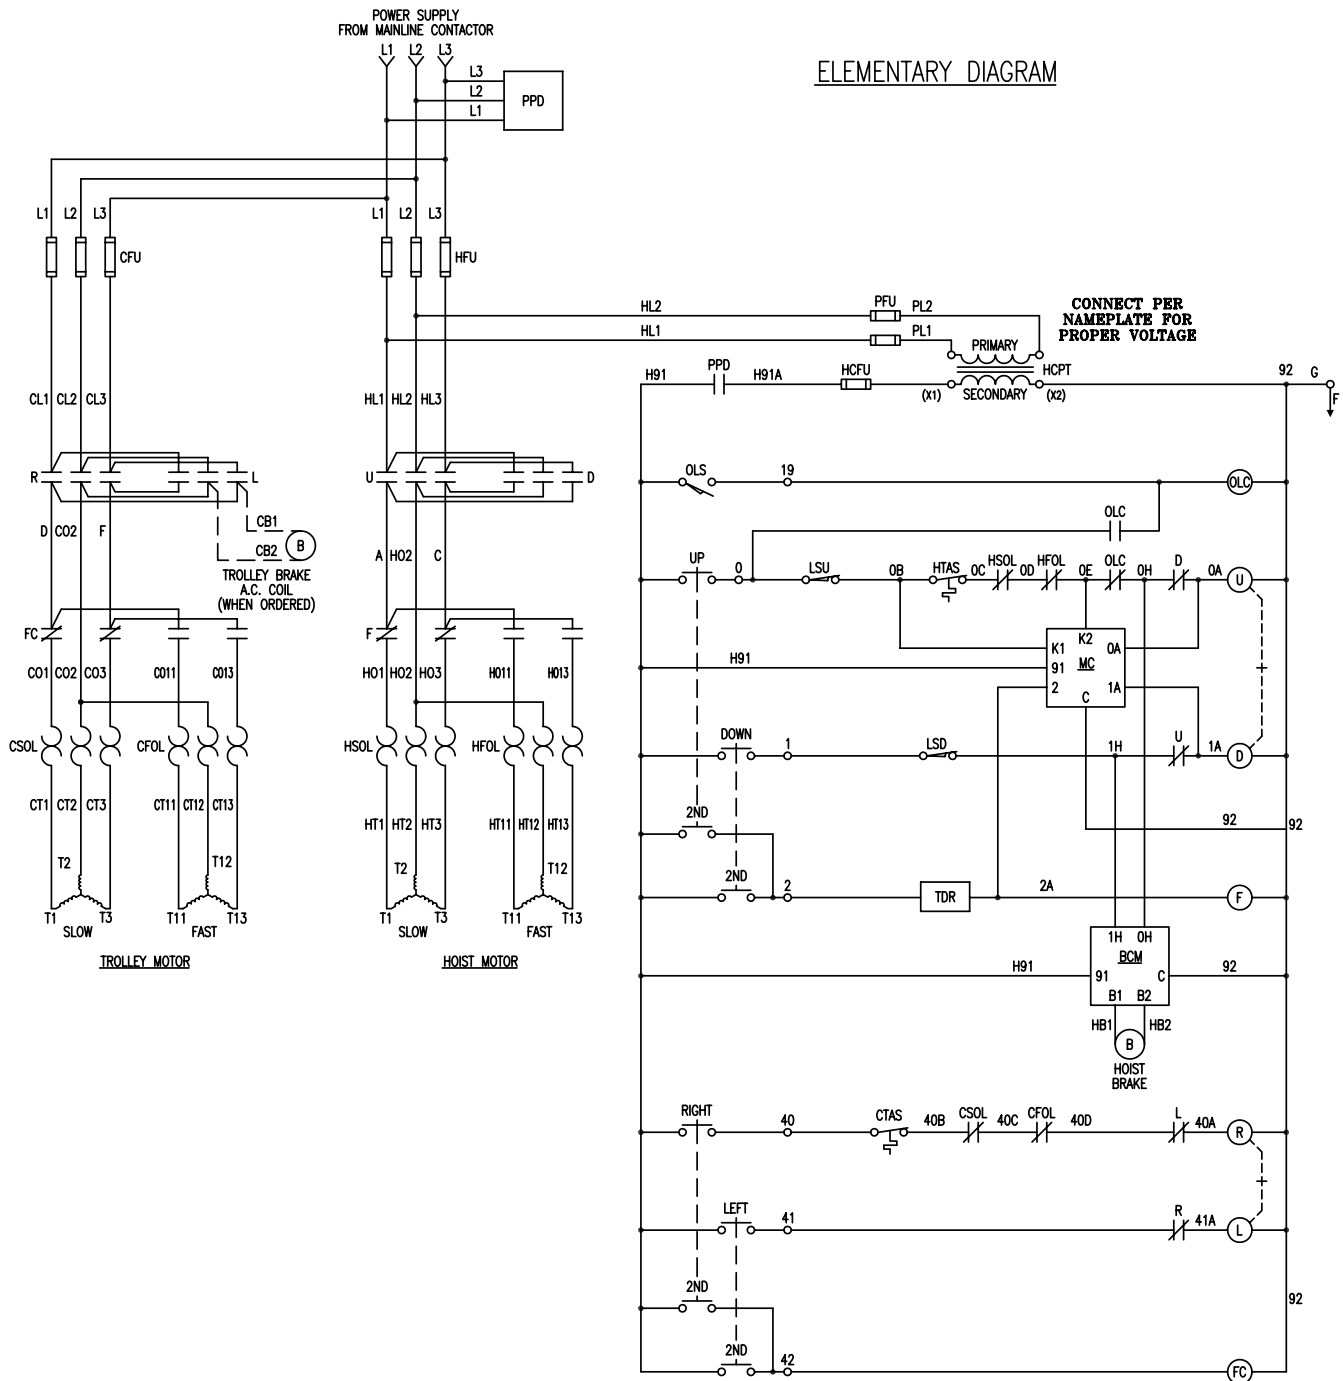 POWER SUPPLY
FROM MAINLINE CONTACTOR
L1 L2 L3
ELEMENTARY DIAGRAM
L3
L2
L1
PPD
L1 L2 L3
CFU
L1 L2 L3
HFU
HL2
PFU
PL2
CONNECT PER
NAMEPLATE FOR
PROPER VOLTAGE
HL1
PL1
PRIMARY
H91
PPD
H91A
HCFU
HCPT
(X1)
SECONDARY
(X2)
92
G
F
CL1 CL2 CL3
HL1 HL2 HL3
R
L
U
D
OLS
19
OLC
D CO2 F
CB1
CB2
B
TROLLEY BRAKE
A.C. COIL
(WHEN ORDERED)
A HO2 C
OLC
UP
0
LSU
0B
HTAS
0C
HSOL
0D
HFOL
0E
OLC
0H
D
0A
U
FC
F
K1
K2
0A
91
MC
2
C
1A
H91
CO1 CO2 CO3
CO11
CO13
HO1 HO2 HO3
HO11
HO13
CSOL
CFOL
HSOL
HFOL
DOWN
1
LSD
1H
U
1A
D
CT1 CT2 CT3
CT11 CT12 CT13
HT1 HT2 HT3
HT11 HT12 HT13
2ND
92
92
T2
T12
T2
T12
2ND
2
TDR
2A
F
T1 T3
T11 T13
T1 T3
T11 T13
SLOW
FAST
SLOW
FAST
TROLLEY MOTOR
HOIST MOTOR
1H 0H
BCM
91
C
B1 B2
H91
92
HB1
HB2
B
HOIST
BRAKE
RIGHT
40
CTAS
40B
CSOL
40C
CFOL
40D
L
40A
R
LEFT
41
R
41A
L
2ND
92
2ND
42
FC